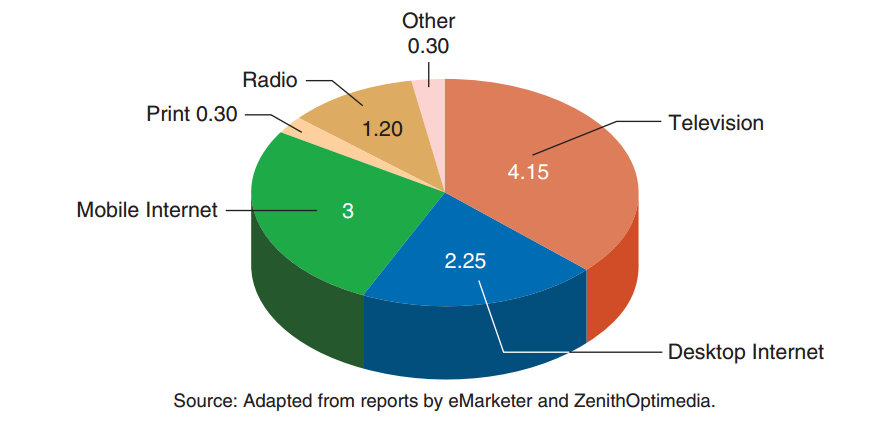 Other
0.30
Radio
Print 0.30
1.20
Television
4.15
Mobile Internet
3
2.25
Desktop Internet
Source: Adapted from reports by eMarketer and ZenithOptimedia.